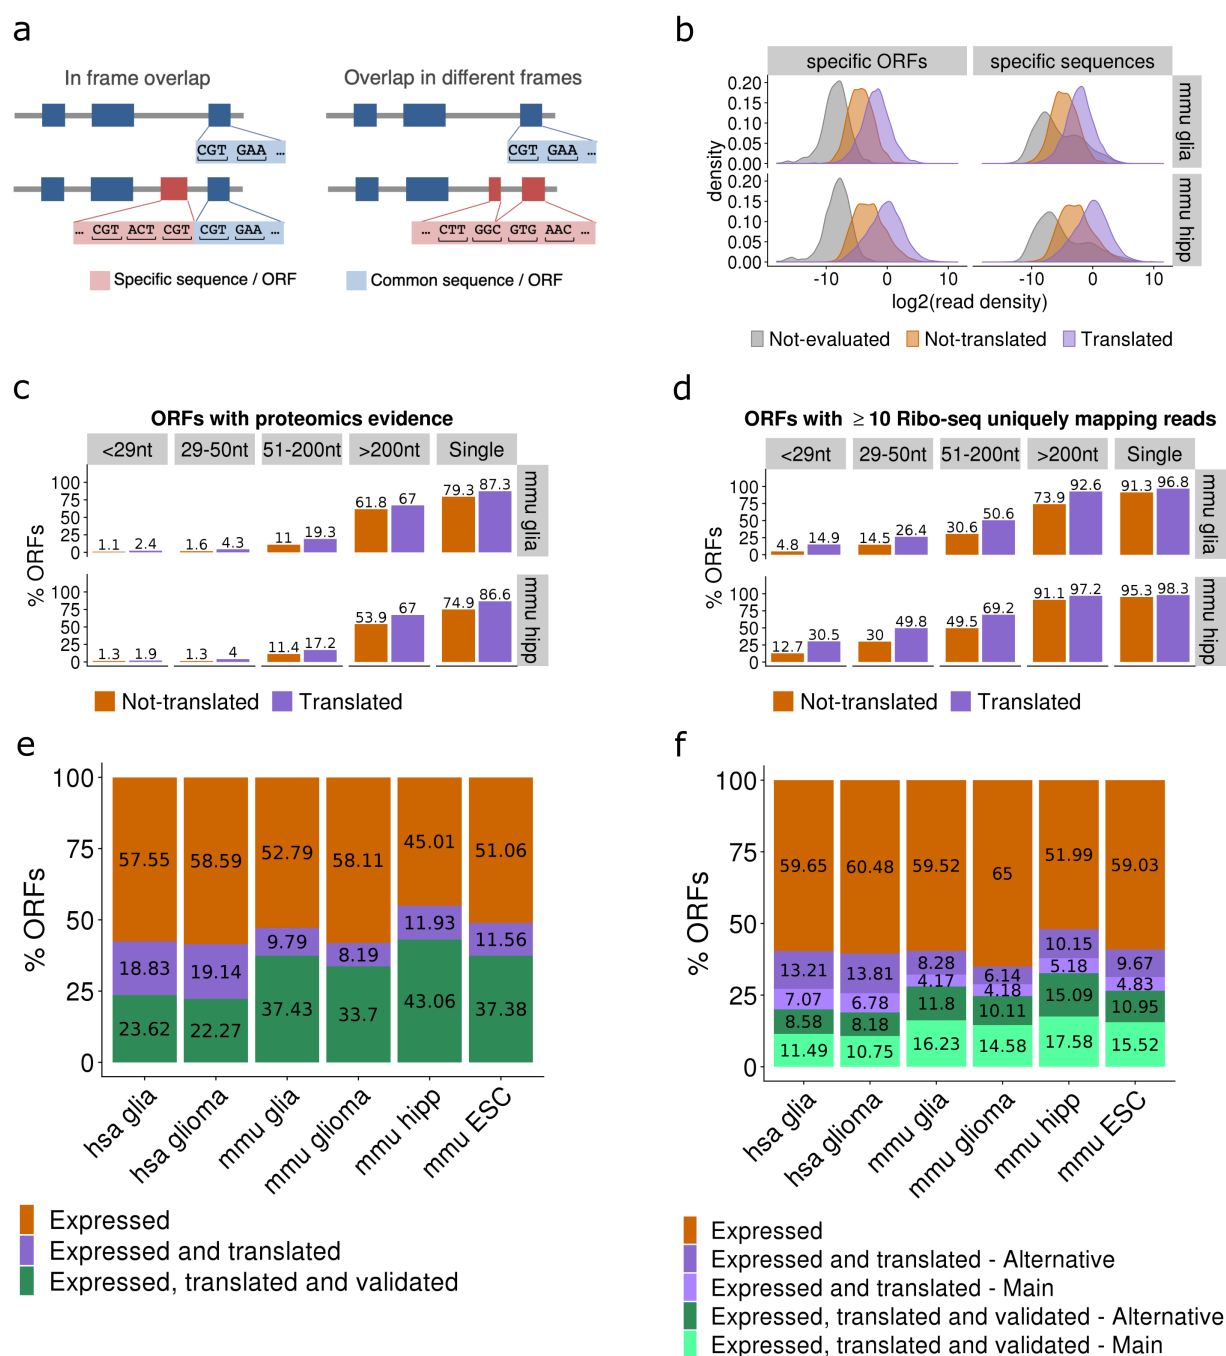 a
In frame overlap
Overlap in different frames
CGT GAA ...
CGT GAA ...
... CGT ACT CGT CGT GAA ...
... CTT GGC GTG AAC ...
Specific sequence / ORF
Common sequence / ORF
b
specific ORFs
specific sequences
density
0.20
0.15
0.10
0.05
0.00
mmu glia
0.20
0.15
0.10
0.05
0.00
mmu hipp
-10 0 10
-10 0 10
log2(read density)
Not-evaluated
Not-translated
Translated
c
ORFs with proteomics evidence
<29nt 29-50nt 51-200nt >200nt Single
% ORFs
100
75
50
25
0
1.1 2.4 1.6 4.3 11 19.3 61.8 67 79.3 87.3
mmu glia
100
75
50
25
0
1.3 1.9 1.3 4 11.4 17.2 53.9 67 74.9 86.6
mmu hipp
Not-translated
Translated
d
ORFs with ≥ 10 Ribo-seq uniquely mapping reads
<29nt 29-50nt 51-200nt >200nt Single
% ORFs
100
75
50
25
0
4.8 14.9 14.5 26.4 30.6 50.6 73.9 92.6 91.3 96.8
mmu glia
100
75
50
25
0
12.7 30.5 30 49.8 49.5 69.2 91.1 97.2 95.3 98.3
mmu hipp
Not-translated
Translated
e
% ORFs
100
75
50
25
0
57.55 58.59 52.79 58.11 45.01 51.06
18.83 19.14 9.79 8.19 11.93 11.56
23.62 22.27 37.43 33.7 43.06 37.38
hsa glia
hsa glioma
mmu glia
mmu glioma
mmu hipp
mmu ESC
Expressed
Expressed and translated
Expressed, translated and validated
f
% ORFs
100
75
50
25
0
59.65 60.48 59.52 65 51.99 59.03
13.21 13.81 8.28 6.14 10.15 9.67
7.07 6.78 4.17 4.18 5.18 4.83
8.58 8.18 11.8 10.11 15.09 10.95
11.49 10.75 16.23 14.58 17.58 15.52
hsa glia
hsa glioma
mmu glia
mmu glioma
mmu hipp
mmu ESC
Expressed
Expressed and translated - Alternative
Expressed and translated - Main
Expressed, translated and validated - Alternative
Expressed, translated and validated - Main